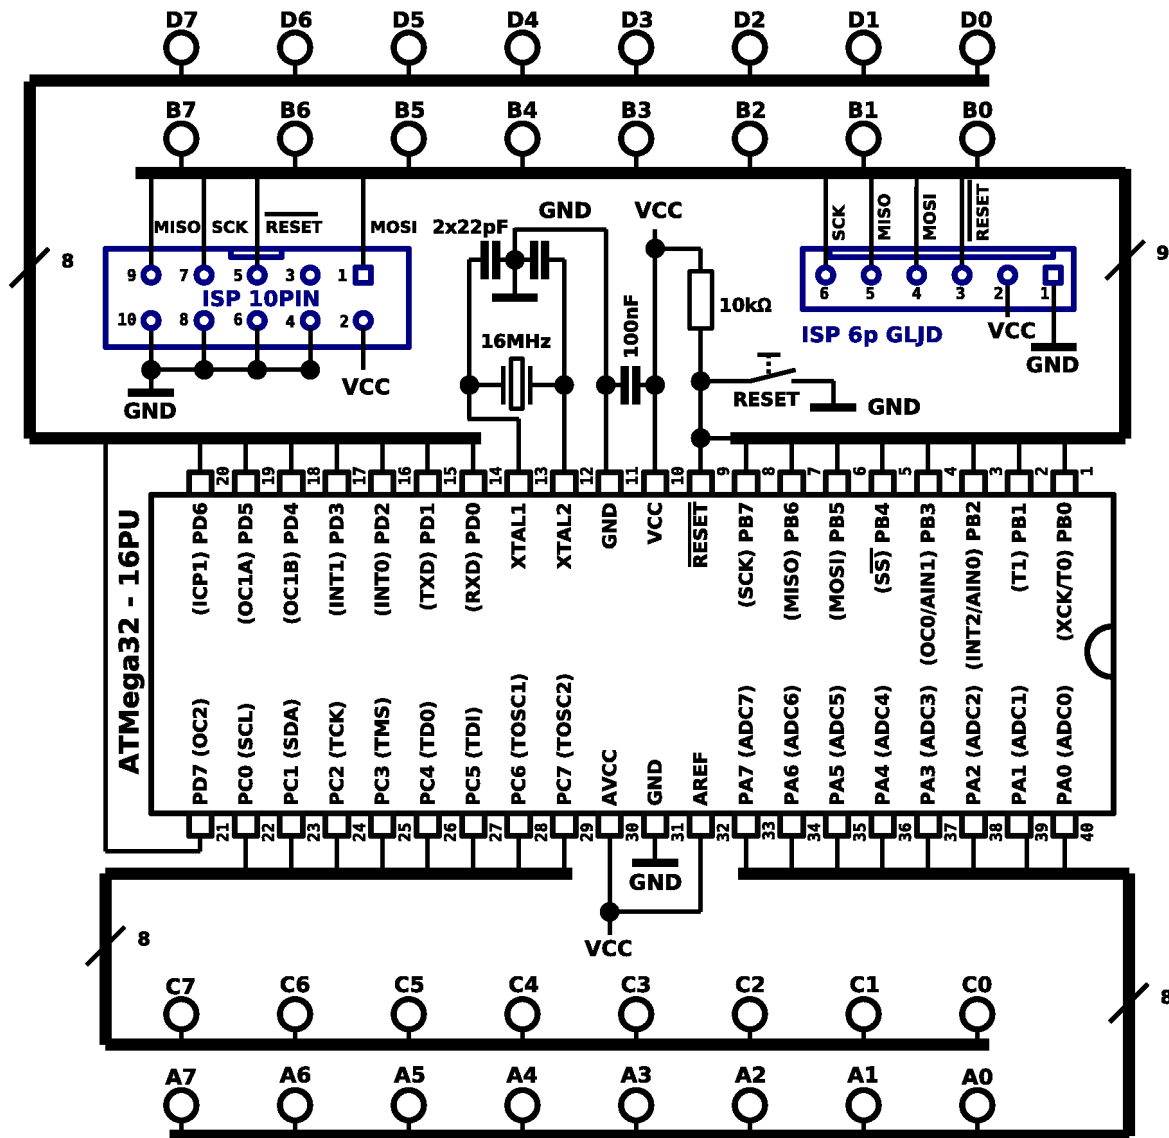 D7 D6 D5 D4 D3 D2 D1 D0
B7 B6 B5 B4 B3 B2 B1 B0
MISO SCK RESET MOSI
2x22pF GND VCC
SCK MISO MOSI RESET
8
9
9 7 5 3 1
ISP 10PIN
10 8 6 4 2
GND
VCC
16MHz
100nF
10kΩ
RESET
GND
6 5 4 3 2 1
VCC
ISP 6p GLJD
GND
20 19 18 17 16 15 14 13 12 11 10 9 8 7 6 5 4 3 2 1
ATMega32 - 16PU
(ICP1) PD6
(OC1A) PD5
(OC1B) PD4
(INT1) PD3
(INT0) PD2
(TXD) PD1
(RXD) PD0
XTAL1
XTAL2
GND
VCC
RESET
(SCK) PB7
(MISO) PB6
(MOSI) PB5
(SS) PB4
(OC0/AIN1) PB3
(INT2/AIN0) PB2
(T1) PB1
(XCK/T0) PB0
PD7 (OC2)
PC0 (SCL)
PC1 (SDA)
PC2 (TCK)
PC3 (TMS)
PC4 (TD0)
PC5 (TDI)
PC6 (TOSC1)
PC7 (TOSC2)
AVCC
GND
AREF
PA7 (ADC7)
PA6 (ADC6)
PA5 (ADC5)
PA4 (ADC4)
PA3 (ADC3)
PA2 (ADC2)
PA1 (ADC1)
PA0 (ADC0)
21 22 23 24 25 26 27 28 29 30 31 32 33 34 35 36 37 38 39 40
GND
VCC
8
8
C7 C6 C5 C4 C3 C2 C1 C0
A7 A6 A5 A4 A3 A2 A1 A0